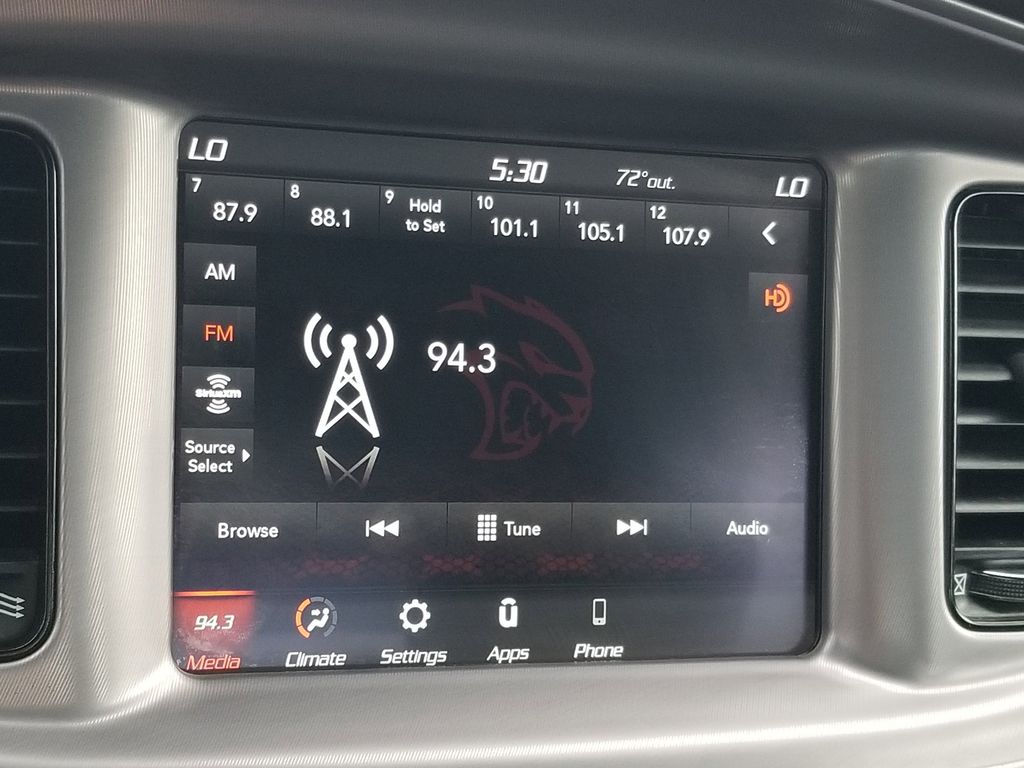 LO
5:30
72°out.
LO
7
87.9
8
88.1
9
Hold
to Set
10
101.1
11
105.1
12
107.9
AM
HD
FM
94.3
SiriusXM
Source
Select
Browse
Tune
Audio
94.3
Media
Climate
Settings
Apps
Phone